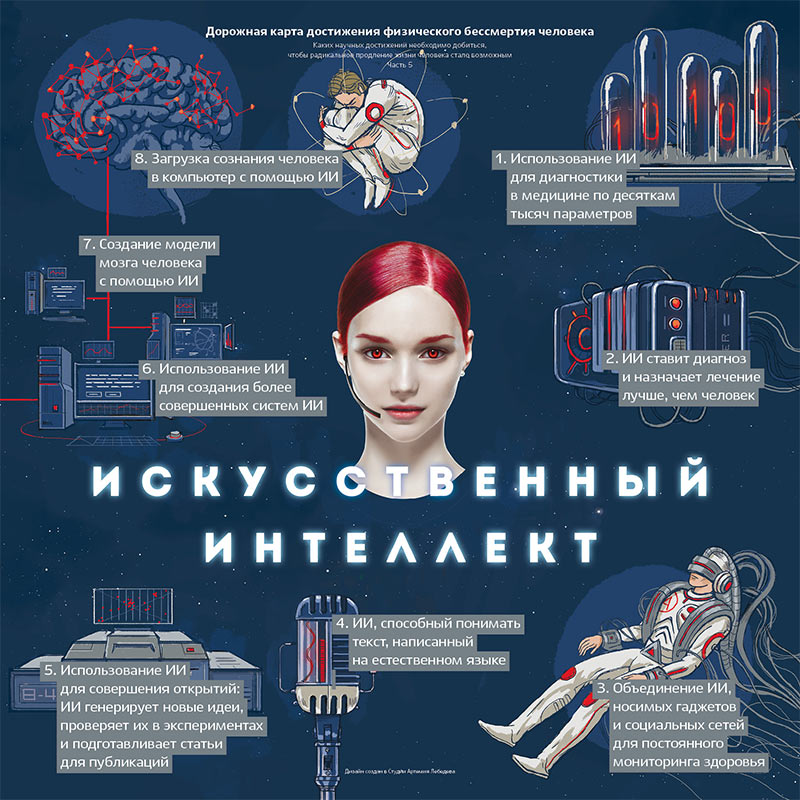 Дорожная карта достижения физического бессмертия человека
Каких научных достижений необходимо добиться,
чтобы радикальное продление жизни человека стало возможным
Часть 5
1. Использование ИИ
для диагностики
в медицине по десяткам
тысяч параметров
2. ИИ ставит диагноз
и назначает лечение
лучше, чем человек
3. Объединение ИИ,
носимых гаджетов
и социальных сетей
для постоянного
мониторинга здоровья
4. ИИ, способный понимать
текст, написанный
на естественном языке
5. Использование ИИ
для совершения открытий:
ИИ генерирует новые идеи,
проверяет их в экспериментах
и подготавливает статьи
для публикаций
6. Использование ИИ
для создания более
совершенных систем ИИ
7. Создание модели
мозга человека
с помощью ИИ
8. Загрузка сознания человека
в компьютер с помощью ИИ
ИСКУССТВЕННЫЙ
ИНТЕЛЛЕКТ
Дизайн создан в Студии Артемия Лебедева